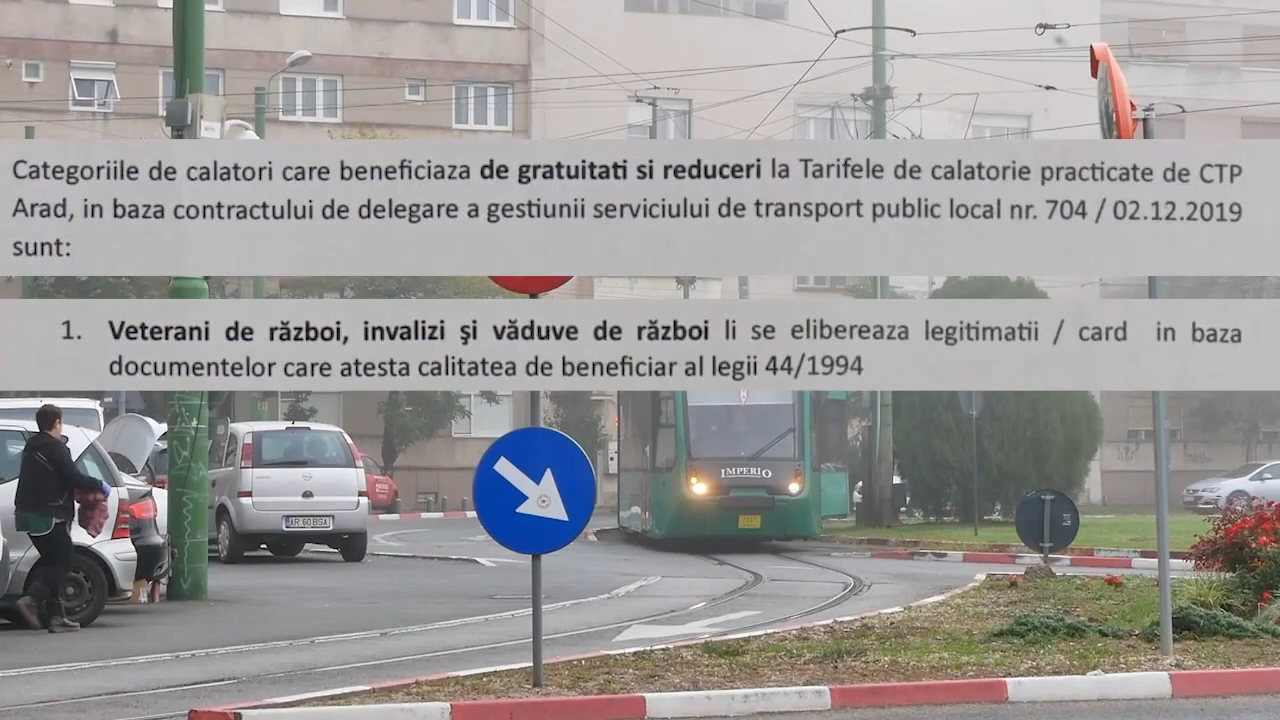 Categoriile de calatori care beneficiaza de gratuitati si reduceri la Tarifele de calatorie practicate de CTP
Arad, in baza contractului de delegare a gestiunii serviciului de transport public local nr. 704 / 02.12.2019
sunt:
1. Veterani de război, invalizi și văduve de război li se elibereaza legitimatii / card in baza
documentelor care atesta calitatea de beneficiar al legii 44/1994
IMPERIO
AR 60 BSA